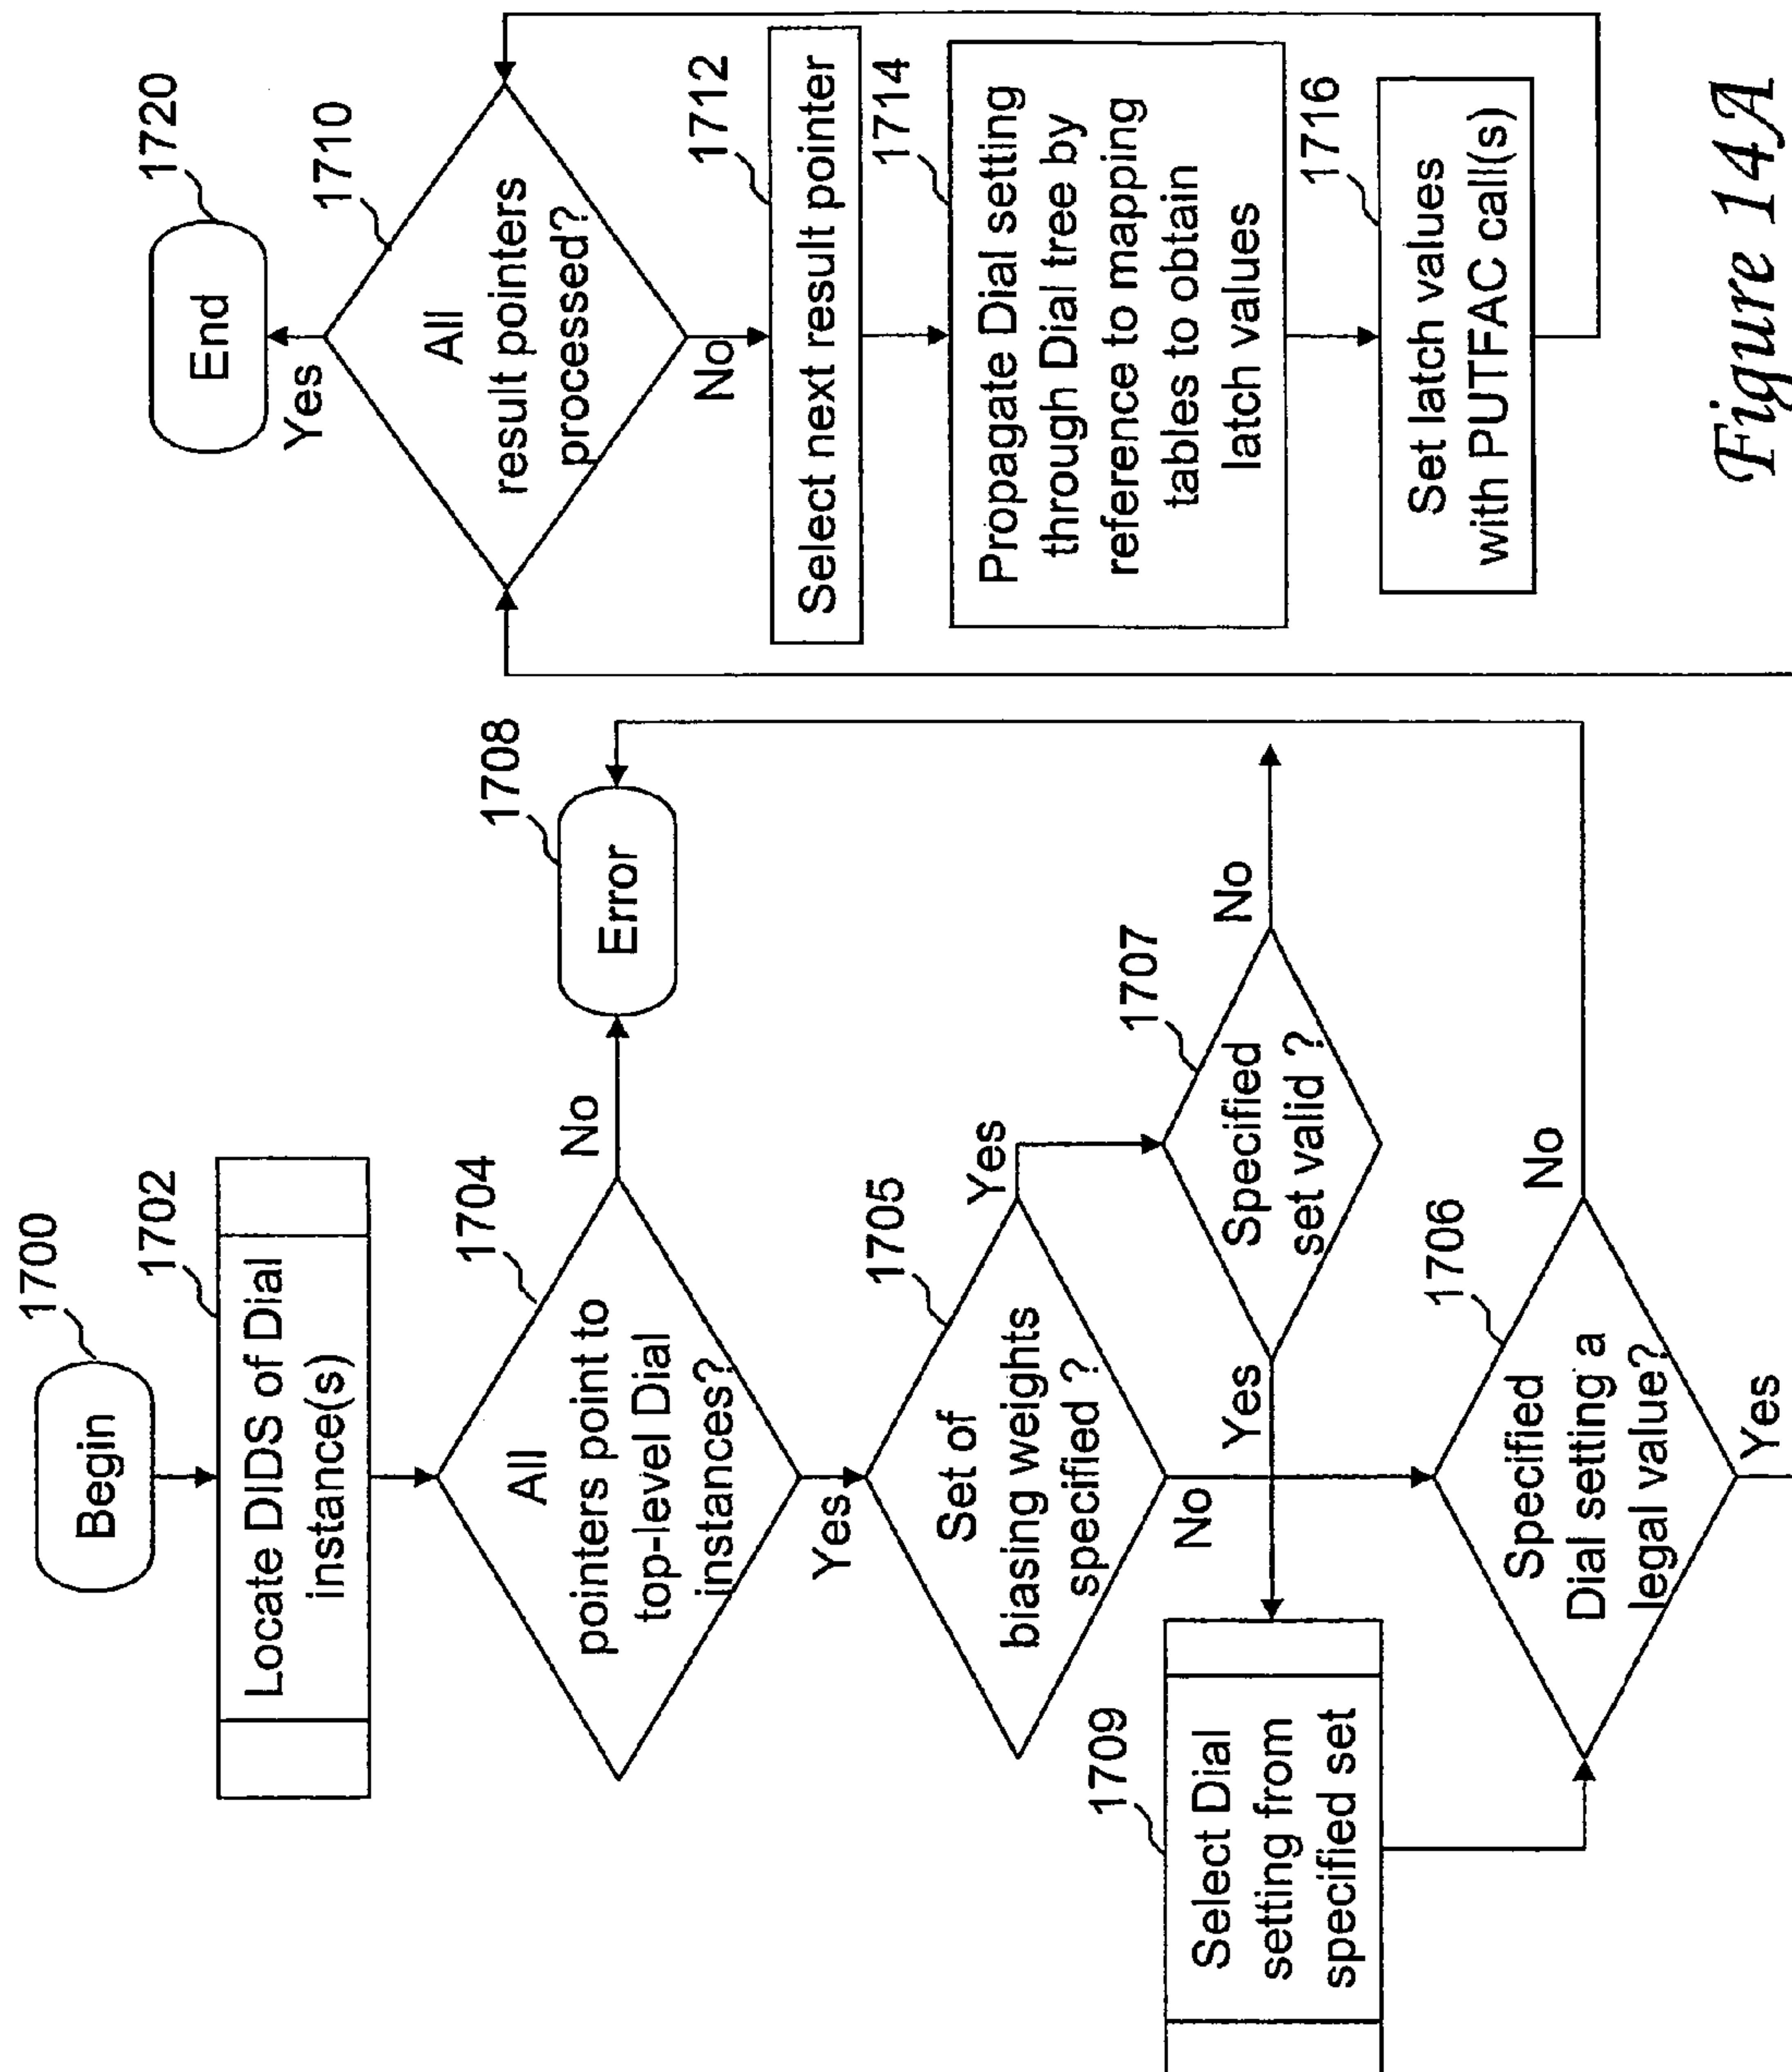 1700
Begin
1702
Locate DIDS of Dial
instance(s)
1704
All
pointers point to
top-level Dial
instances?
No
1708
Error
Yes
1705
Set of
biasing weights
specified ?
Yes
1707
Specified
set valid ?
No
Yes
No
1709
Select Dial
setting from
specified set
1706
Specified
Dial setting a
legal value?
No
Yes
1720
End
Yes
1710
All
result pointers
processed?
No
1712
Select next result pointer
1714
Propagate Dial setting
through Dial tree by
reference to mapping
tables to obtain
latch values
1716
Set latch values
with PUTFAC call(s)
Figure 14A